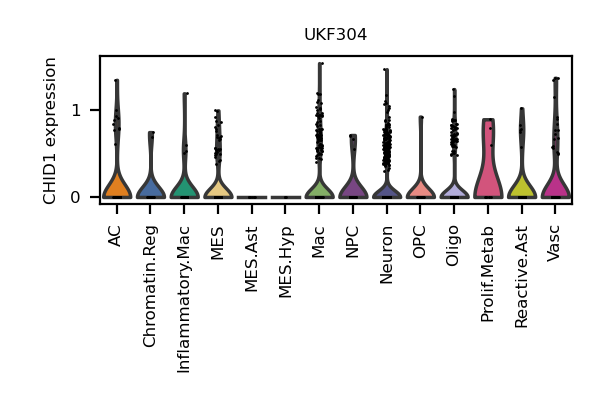 UKF304
CHID1 expression
1
0
AC
Chromatin.Reg
Inflammatory.Mac
MES
MES.Ast
MES.Hyp
Mac
NPC
Neuron
OPC
Oligo
Prolif.Metab
Reactive.Ast
Vasc